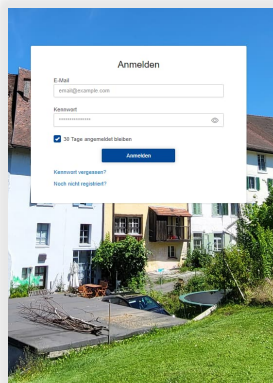 Anmelden
E-Mail
email@example.com
Kennwort
***************
30 Tage angemeldet bleiben
Anmelden
Kennwort vergessen?
Noch nicht registriert?